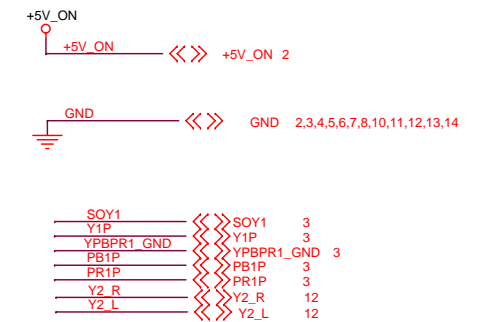 +5V_ON
+5V_ON +5V_ON 2
GND GND 2,3,4,5,6,7,8,10,11,12,13,14
SOY1 SOY1 3
Y1P Y1P 3
YPBPR1_GND YPBPR1_GND 3
PB1P PB1P 3
PR1P PR1P 3
Y2_R Y2_R 12
Y2_L Y2_L 12